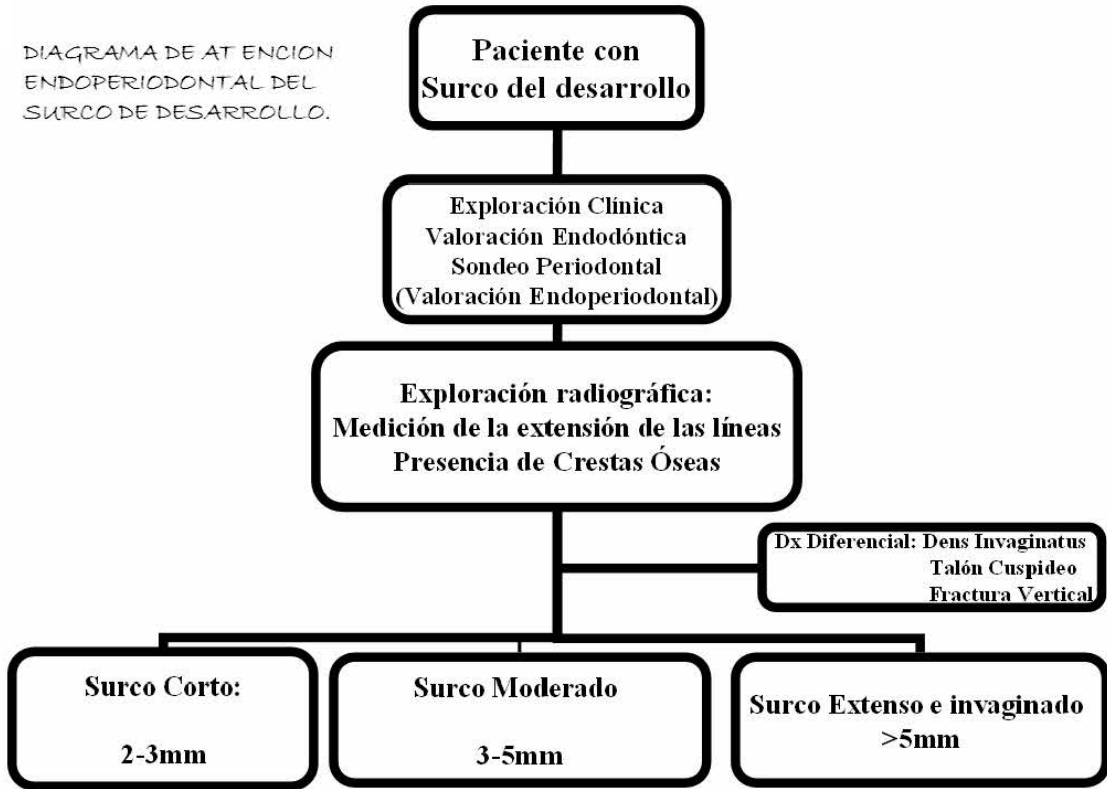 DIAGRAMA DE AT ENCION
ENDOPERIODONTAL DEL
SURCO DE DESARROLLO.
Paciente con
Surco del desarrollo
Exploración Clínica
Valoración Endodóntica
Sondeo Periodontal
(Valoración Endoperiodontal)
Exploración radiográfica:
Medición de la extensión de las líneas
Presencia de Crestas Óseas
Dx Diferencial: Dens Invaginatus
Talón Cuspideo
Fractura Vertical
Surco Corto:
2-3mm
Surco Moderado
3-5mm
Surco Extenso e invaginado
>5mm